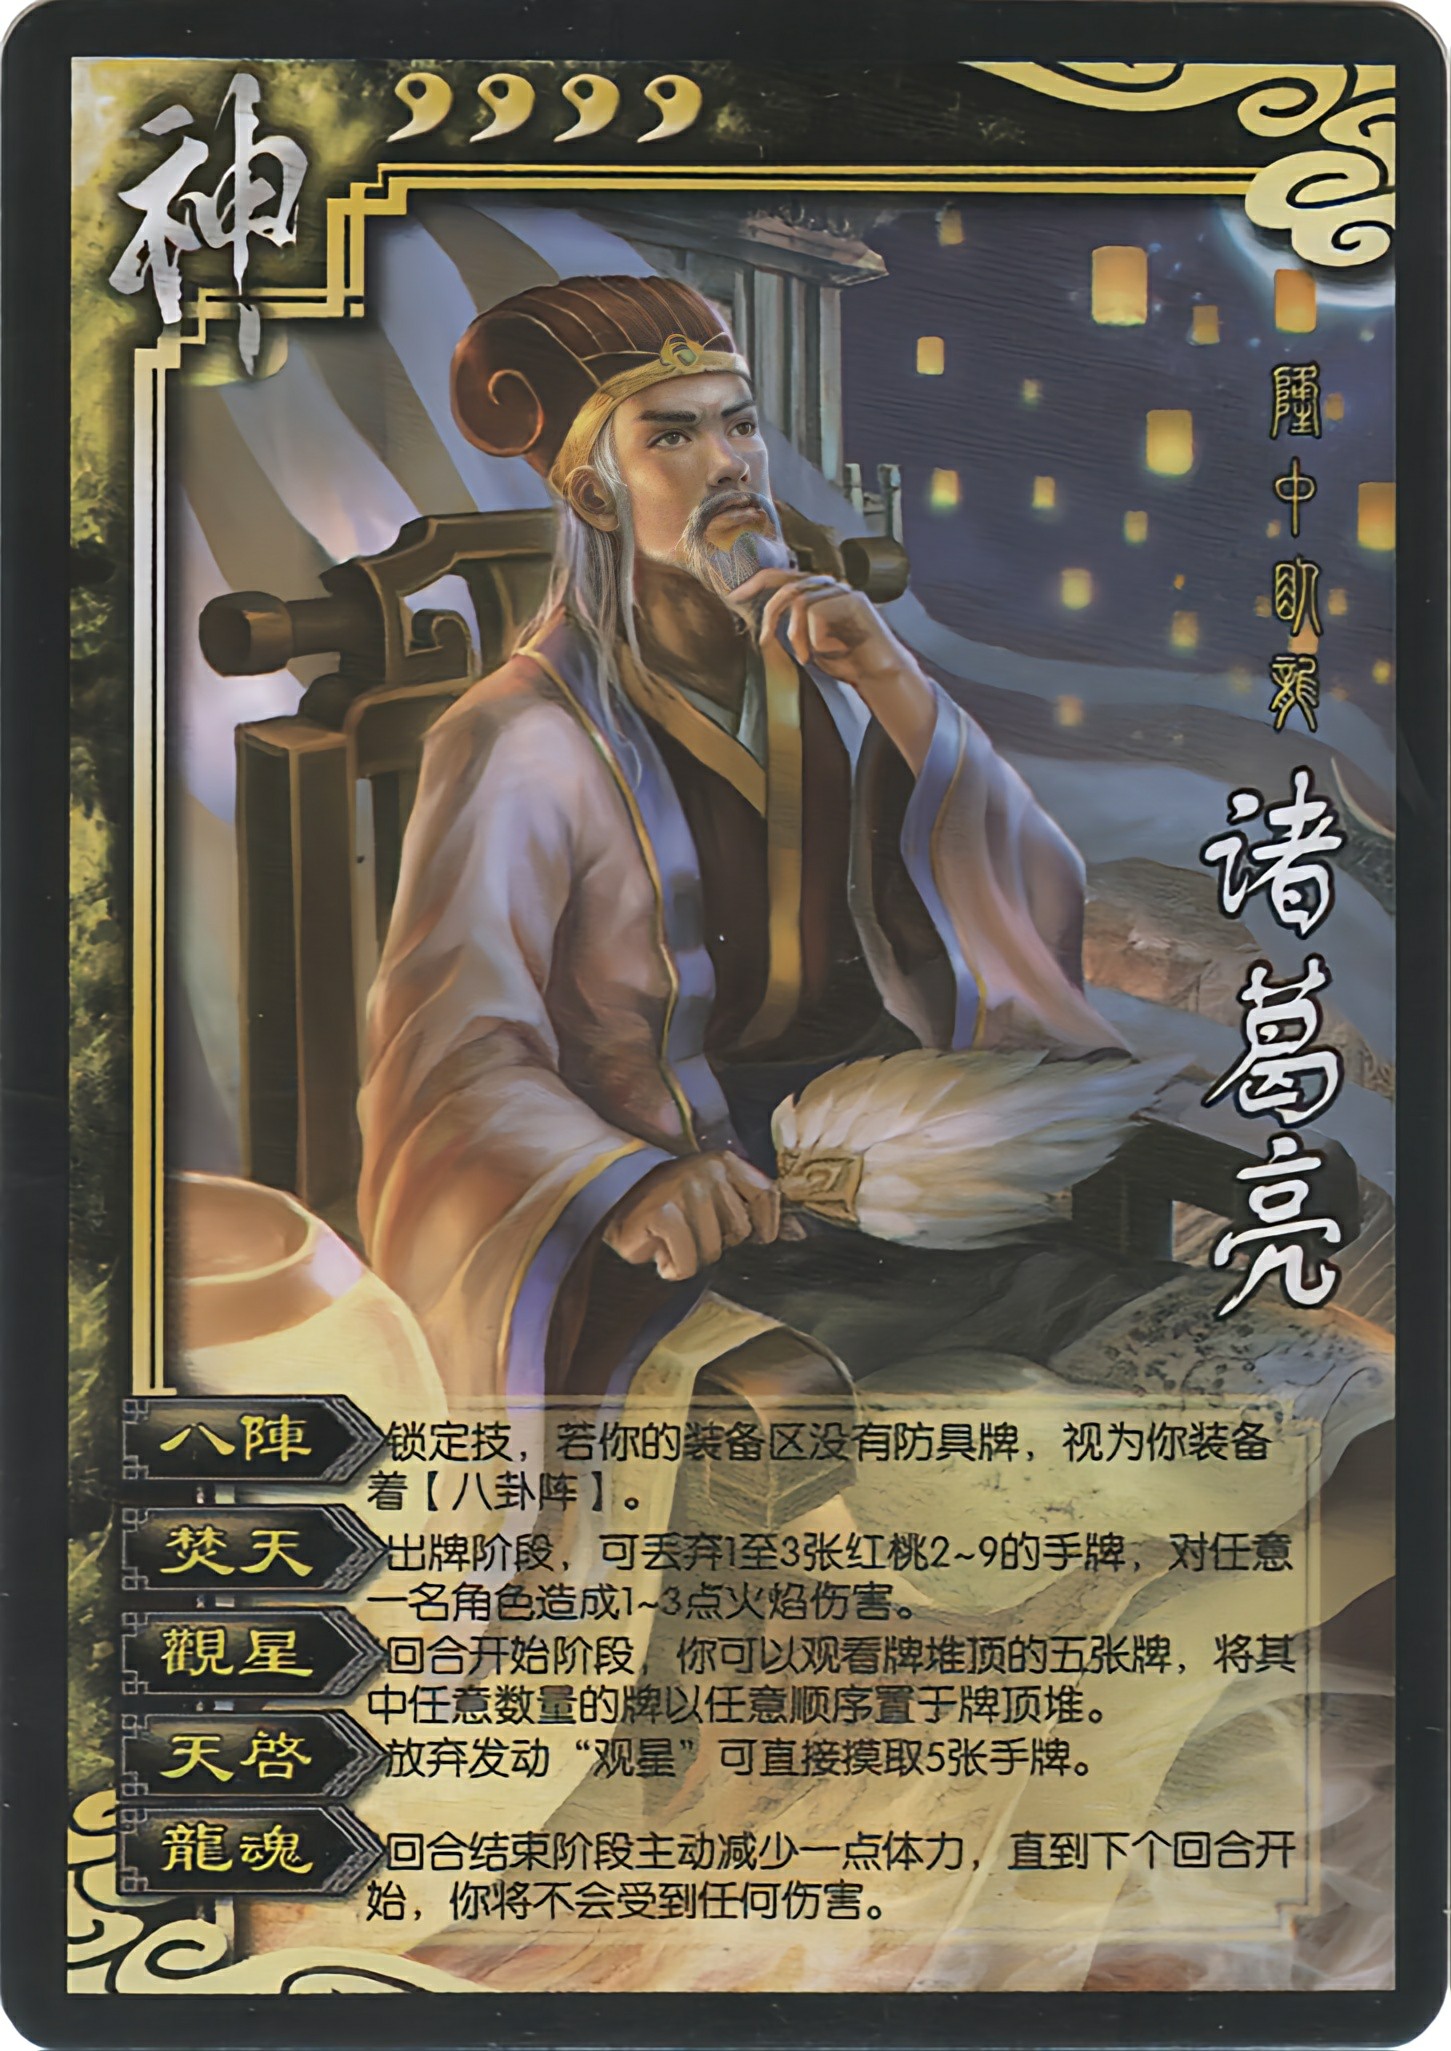 神
隆中臥龍
诸葛亮
八陣
锁定技，若你的装备区没有防具牌，视为你装备
着【八卦阵】。
焚天
出牌阶段，可丢弃1至3张红桃2~9的手牌，对任意
一名角色造成1~3点火焰伤害。
觀星
回合开始阶段，你可以观看牌堆顶的五张牌，将其
中任意数量的牌以任意顺序置于牌顶堆。
天啓
放弃发动“观星”可直接摸取5张手牌。
龍魂
回合结束阶段主动减少一点体力，直到下个回合开
始，你将不会受到任何伤害。